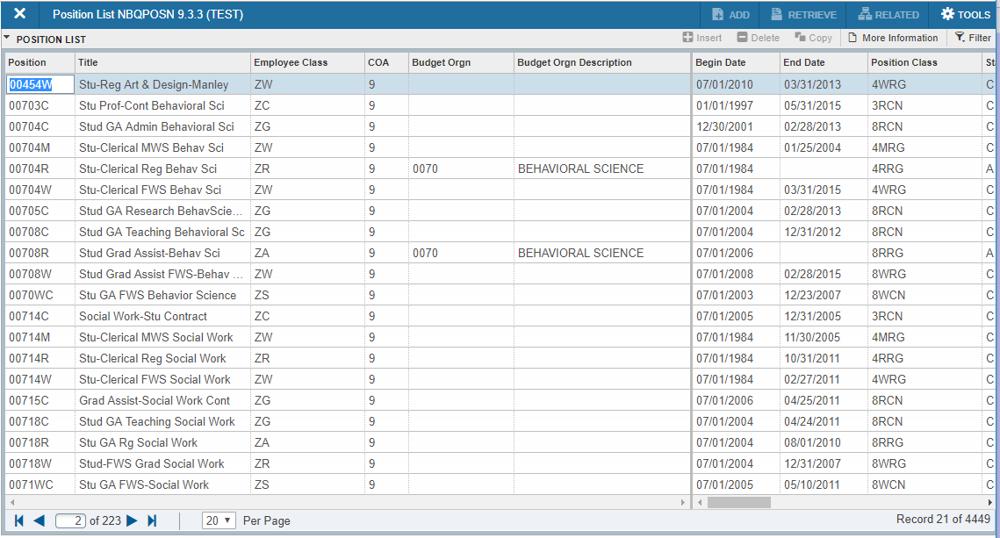 ✕ Position List NBQPOSN 9.3.3 (TEST) ADD RETRIEVE RELATED TOOLS
POSITION LIST Insert Delete Copy More Information Filter
Position Title Employee Class COA Budget Orgn Budget Orgn Description Begin Date End Date Position Class Sta
00454W Stu-Reg Art & Design-Manley ZW 9 07/01/2010 03/31/2013 4WRG C
00703C Stu Prof-Cont Behavioral Sci ZC 9 01/01/1997 05/31/2015 3RCN C
00704C Stud GA Admin Behavioral Sci ZG 9 12/30/2001 02/28/2013 8RCN C
00704M Stu-Clerical MWS Behav Sci ZW 9 07/01/1984 01/25/2004 4MRG C
00704R Stu-Clerical Reg Behav Sci ZR 9 0070 BEHAVIORAL SCIENCE 07/01/1984 4RRG A
00704W Stu-Clerical FWS Behav Sci ZW 9 07/01/1984 03/31/2015 4WRG C
00705C Stud GA Research BehavScie... ZG 9 07/01/2004 02/28/2013 8RCN C
00708C Stud GA Teaching Behavioral Sc ZG 9 07/01/2004 12/31/2012 8RCN C
00708R Stud Grad Assist-Behav Sci ZA 9 0070 BEHAVIORAL SCIENCE 07/01/2006 8RRG A
00708W Stud Grad Assist FWS-Behav ... ZW 9 07/01/2008 02/28/2015 8WRG C
0070WC Stu GA FWS Behavior Science ZS 9 07/01/2003 12/23/2007 8WCN C
00714C Social Work-Stu Contract ZC 9 07/01/2005 12/31/2005 3RCN C
00714M Stu-Clerical MWS Social Work ZW 9 07/01/1984 11/30/2005 4MRG C
00714R Stu-Clerical Reg Social Work ZR 9 07/01/1984 10/31/2011 4RRG C
00714W Stu-Clerical FWS Social Work ZW 9 07/01/1984 02/27/2011 4WRG C
00715C Grad Assist-Social Work Cont ZG 9 07/01/2006 04/25/2011 8RCN C
00718C Stud GA Teaching Social Work ZG 9 07/01/2004 04/24/2011 8RCN C
00718R Stu GA Rg Social Work ZA 9 07/01/2004 08/01/2010 8RRG C
00718W Stud-FWS Grad Social Work ZR 9 07/01/2004 12/31/2007 8WRG C
0071WC Stu GA FWS-Social Work ZS 9 07/01/2005 05/10/2011 8WCN C
2 of 223 20 Per Page Record 21 of 4449